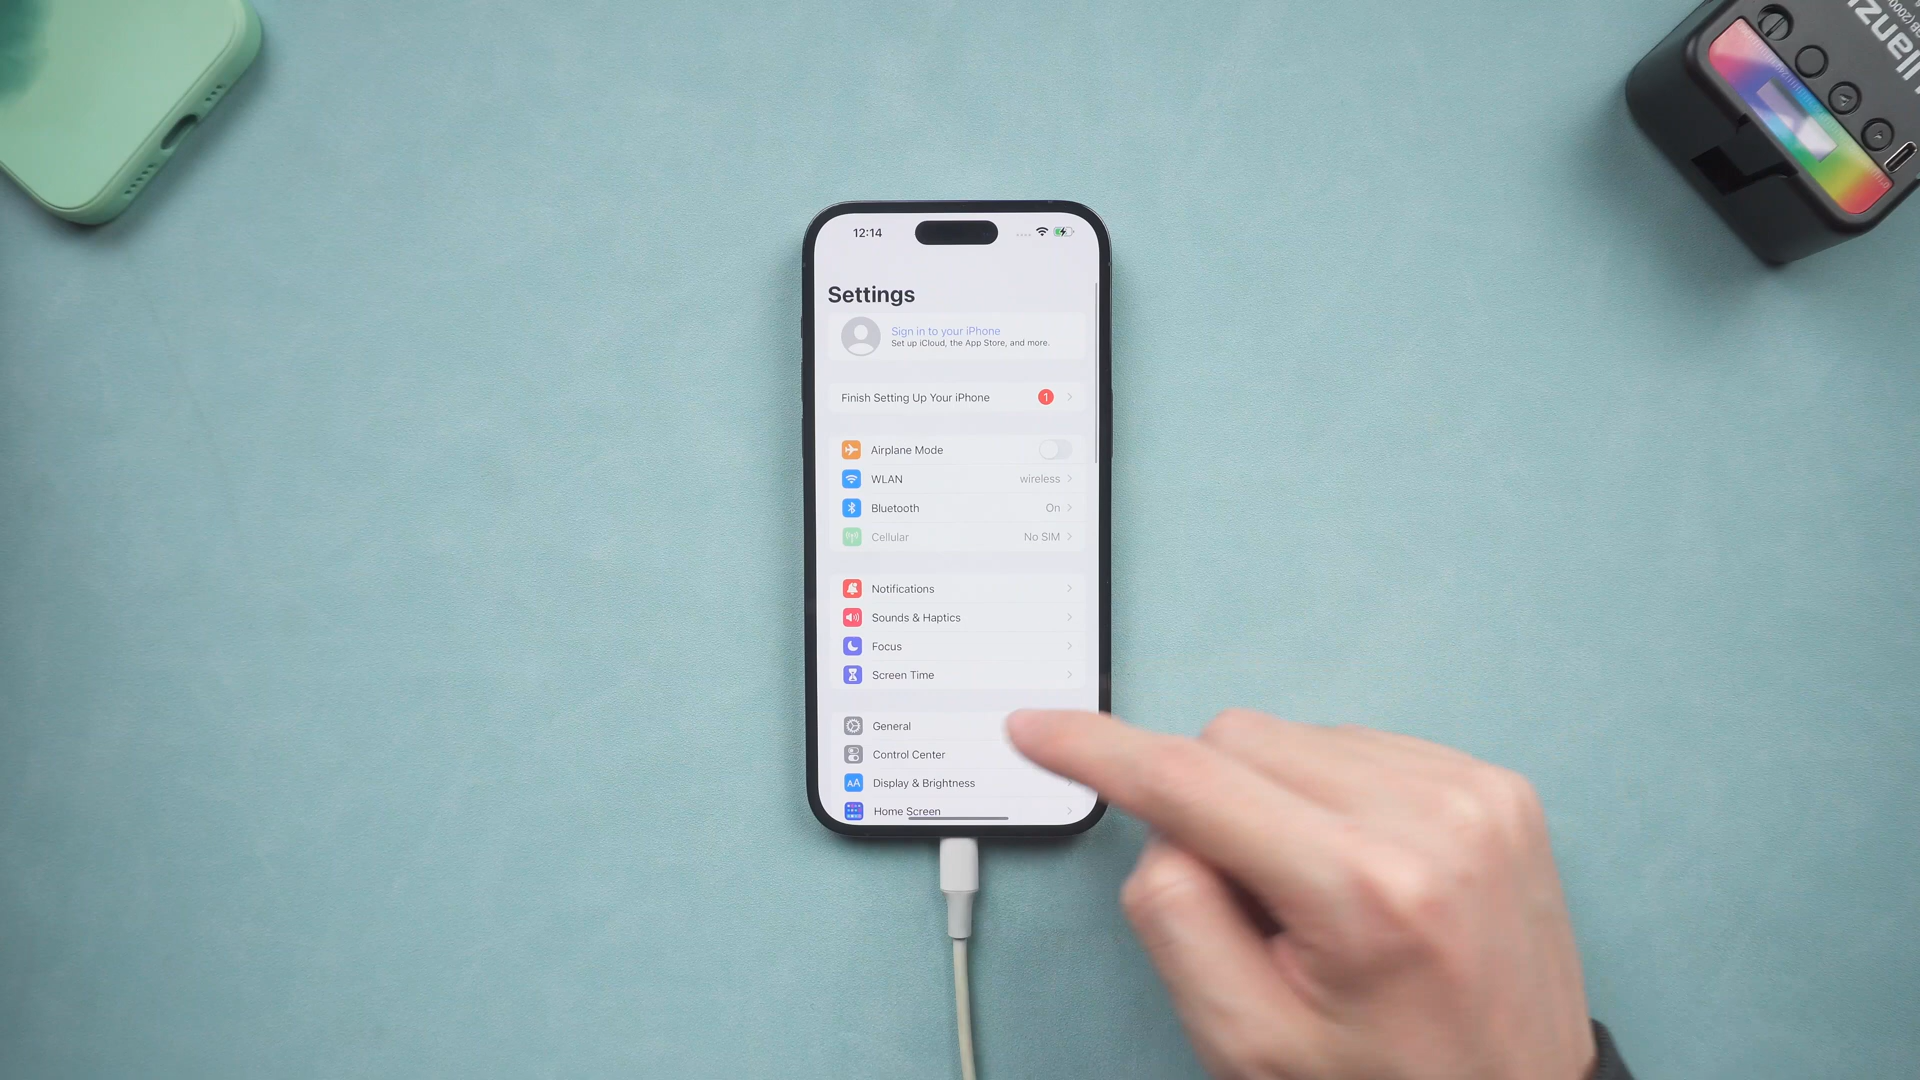 12:14
Settings
Sign in to your iPhone
Set up iCloud, the App Store, and more.
Finish Setting Up Your iPhone 1
Airplane Mode
WLAN wireless
Bluetooth On
Cellular No SIM
Notifications
Sounds & Haptics
Focus
Screen Time
General
Control Center
AA Display & Brightness
Home Screen
Ulanzi